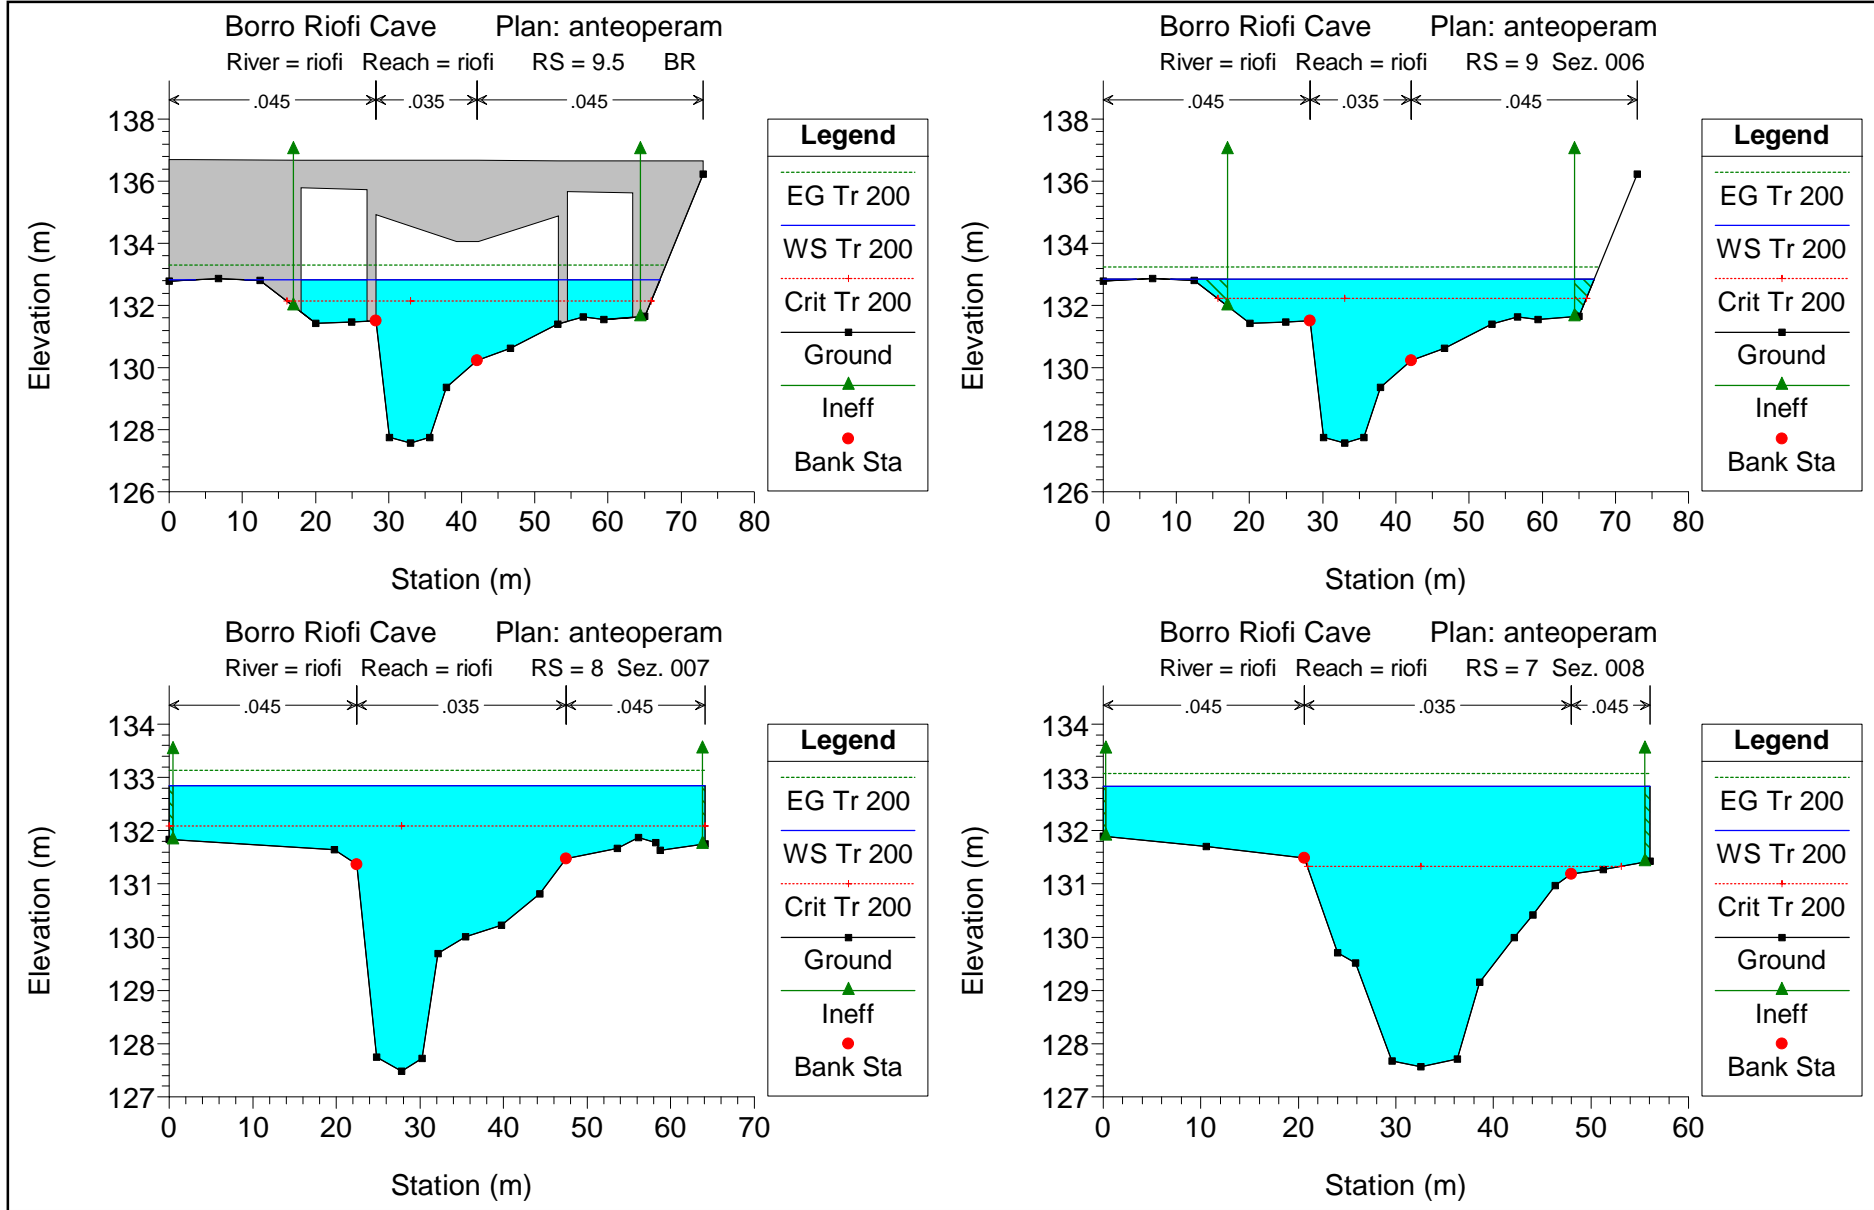 Borro Riofi Cave Plan: anteoperam
River = riofi Reach = riofi RS = 9.5 BR
.045 .035 .045
138
136
134
132
130
128
126
0 10 20 30 40 50 60 70 80
Elevation (m)
Station (m)
Legend
EG Tr 200
WS Tr 200
Crit Tr 200
Ground
Ineff
Bank Sta
Borro Riofi Cave Plan: anteoperam
River = riofi Reach = riofi RS = 9 Sez. 006
.045 .035 .045
138
136
134
132
130
128
126
0 10 20 30 40 50 60 70 80
Elevation (m)
Station (m)
Legend
EG Tr 200
WS Tr 200
Crit Tr 200
Ground
Ineff
Bank Sta
Borro Riofi Cave Plan: anteoperam
River = riofi Reach = riofi RS = 8 Sez. 007
.045 .035 .045
134
133
132
131
130
129
128
127
0 10 20 30 40 50 60 70
Elevation (m)
Station (m)
Legend
EG Tr 200
WS Tr 200
Crit Tr 200
Ground
Ineff
Bank Sta
Borro Riofi Cave Plan: anteoperam
River = riofi Reach = riofi RS = 7 Sez. 008
.045 .035 .045
134
133
132
131
130
129
128
127
0 10 20 30 40 50 60
Elevation (m)
Station (m)
Legend
EG Tr 200
WS Tr 200
Crit Tr 200
Ground
Ineff
Bank Sta